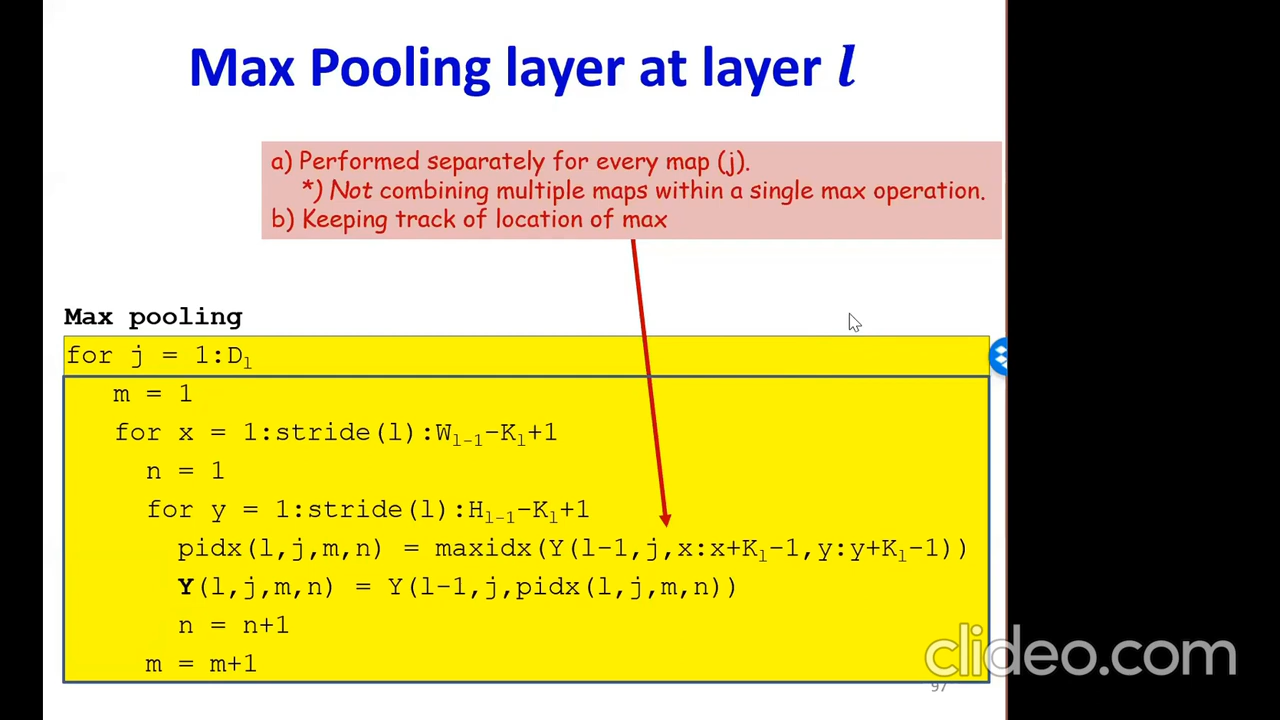 Max Pooling layer at layer l
a) Performed separately for every map (j).
*) Not combining multiple maps within a single max operation.
b) Keeping track of location of max
Max pooling
for j = 1:Dl
m = 1
for x = 1:stride(l):Wl-1-Kl+1
n = 1
for y = 1:stride(l):Hl-1-Kl+1
pidx(l,j,m,n) = maxidx(Y(l-1,j,x:x+Kl-1,y:y+Kl-1))
Y(l,j,m,n) = Y(l-1,j,pidx(l,j,m,n))
n = n+1
m = m+1
clideo.com
97